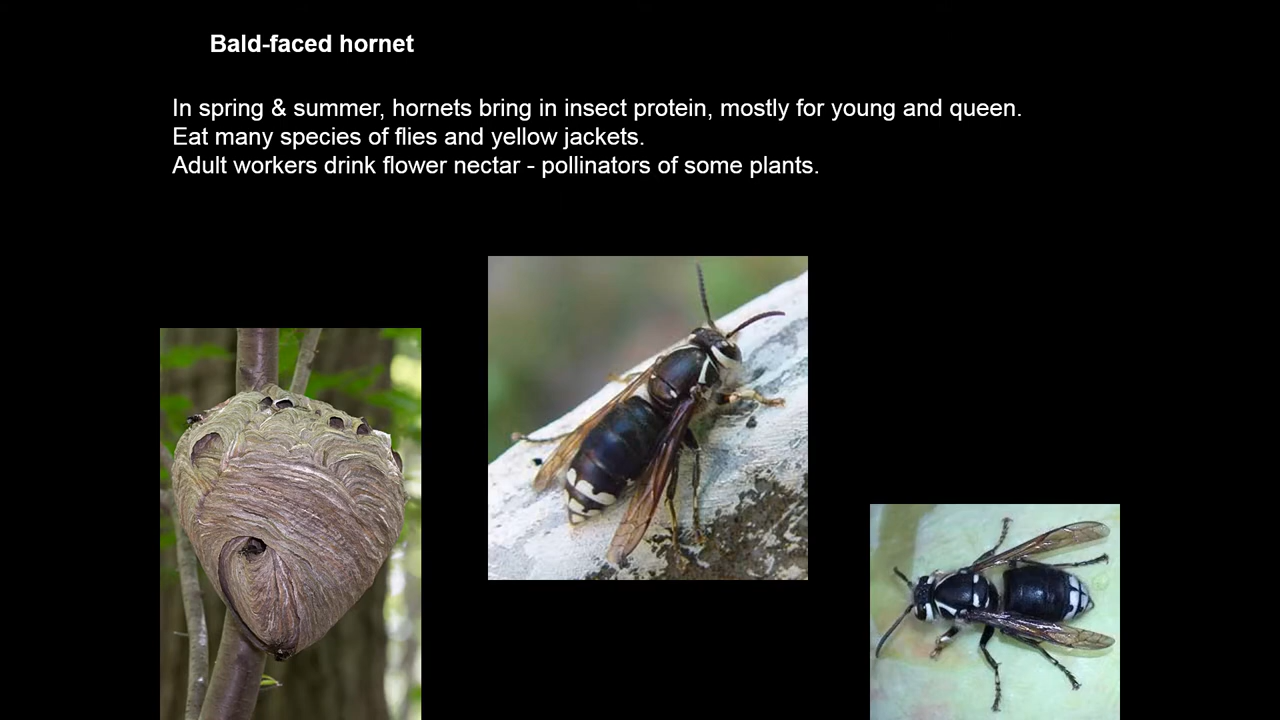 Bald-faced hornet
In spring & summer, hornets bring in insect protein, mostly for young and queen.
Eat many species of flies and yellow jackets.
Adult workers drink flower nectar - pollinators of some plants.